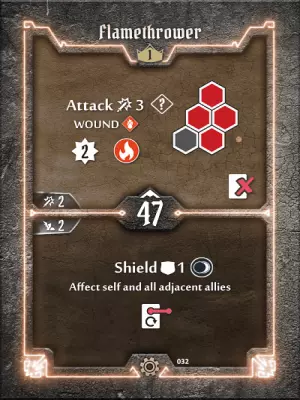 Flamethrower
1
Attack 3 ?
WOUND
2
2
47
2
Shield 1
Affect self and all adjacent allies
032